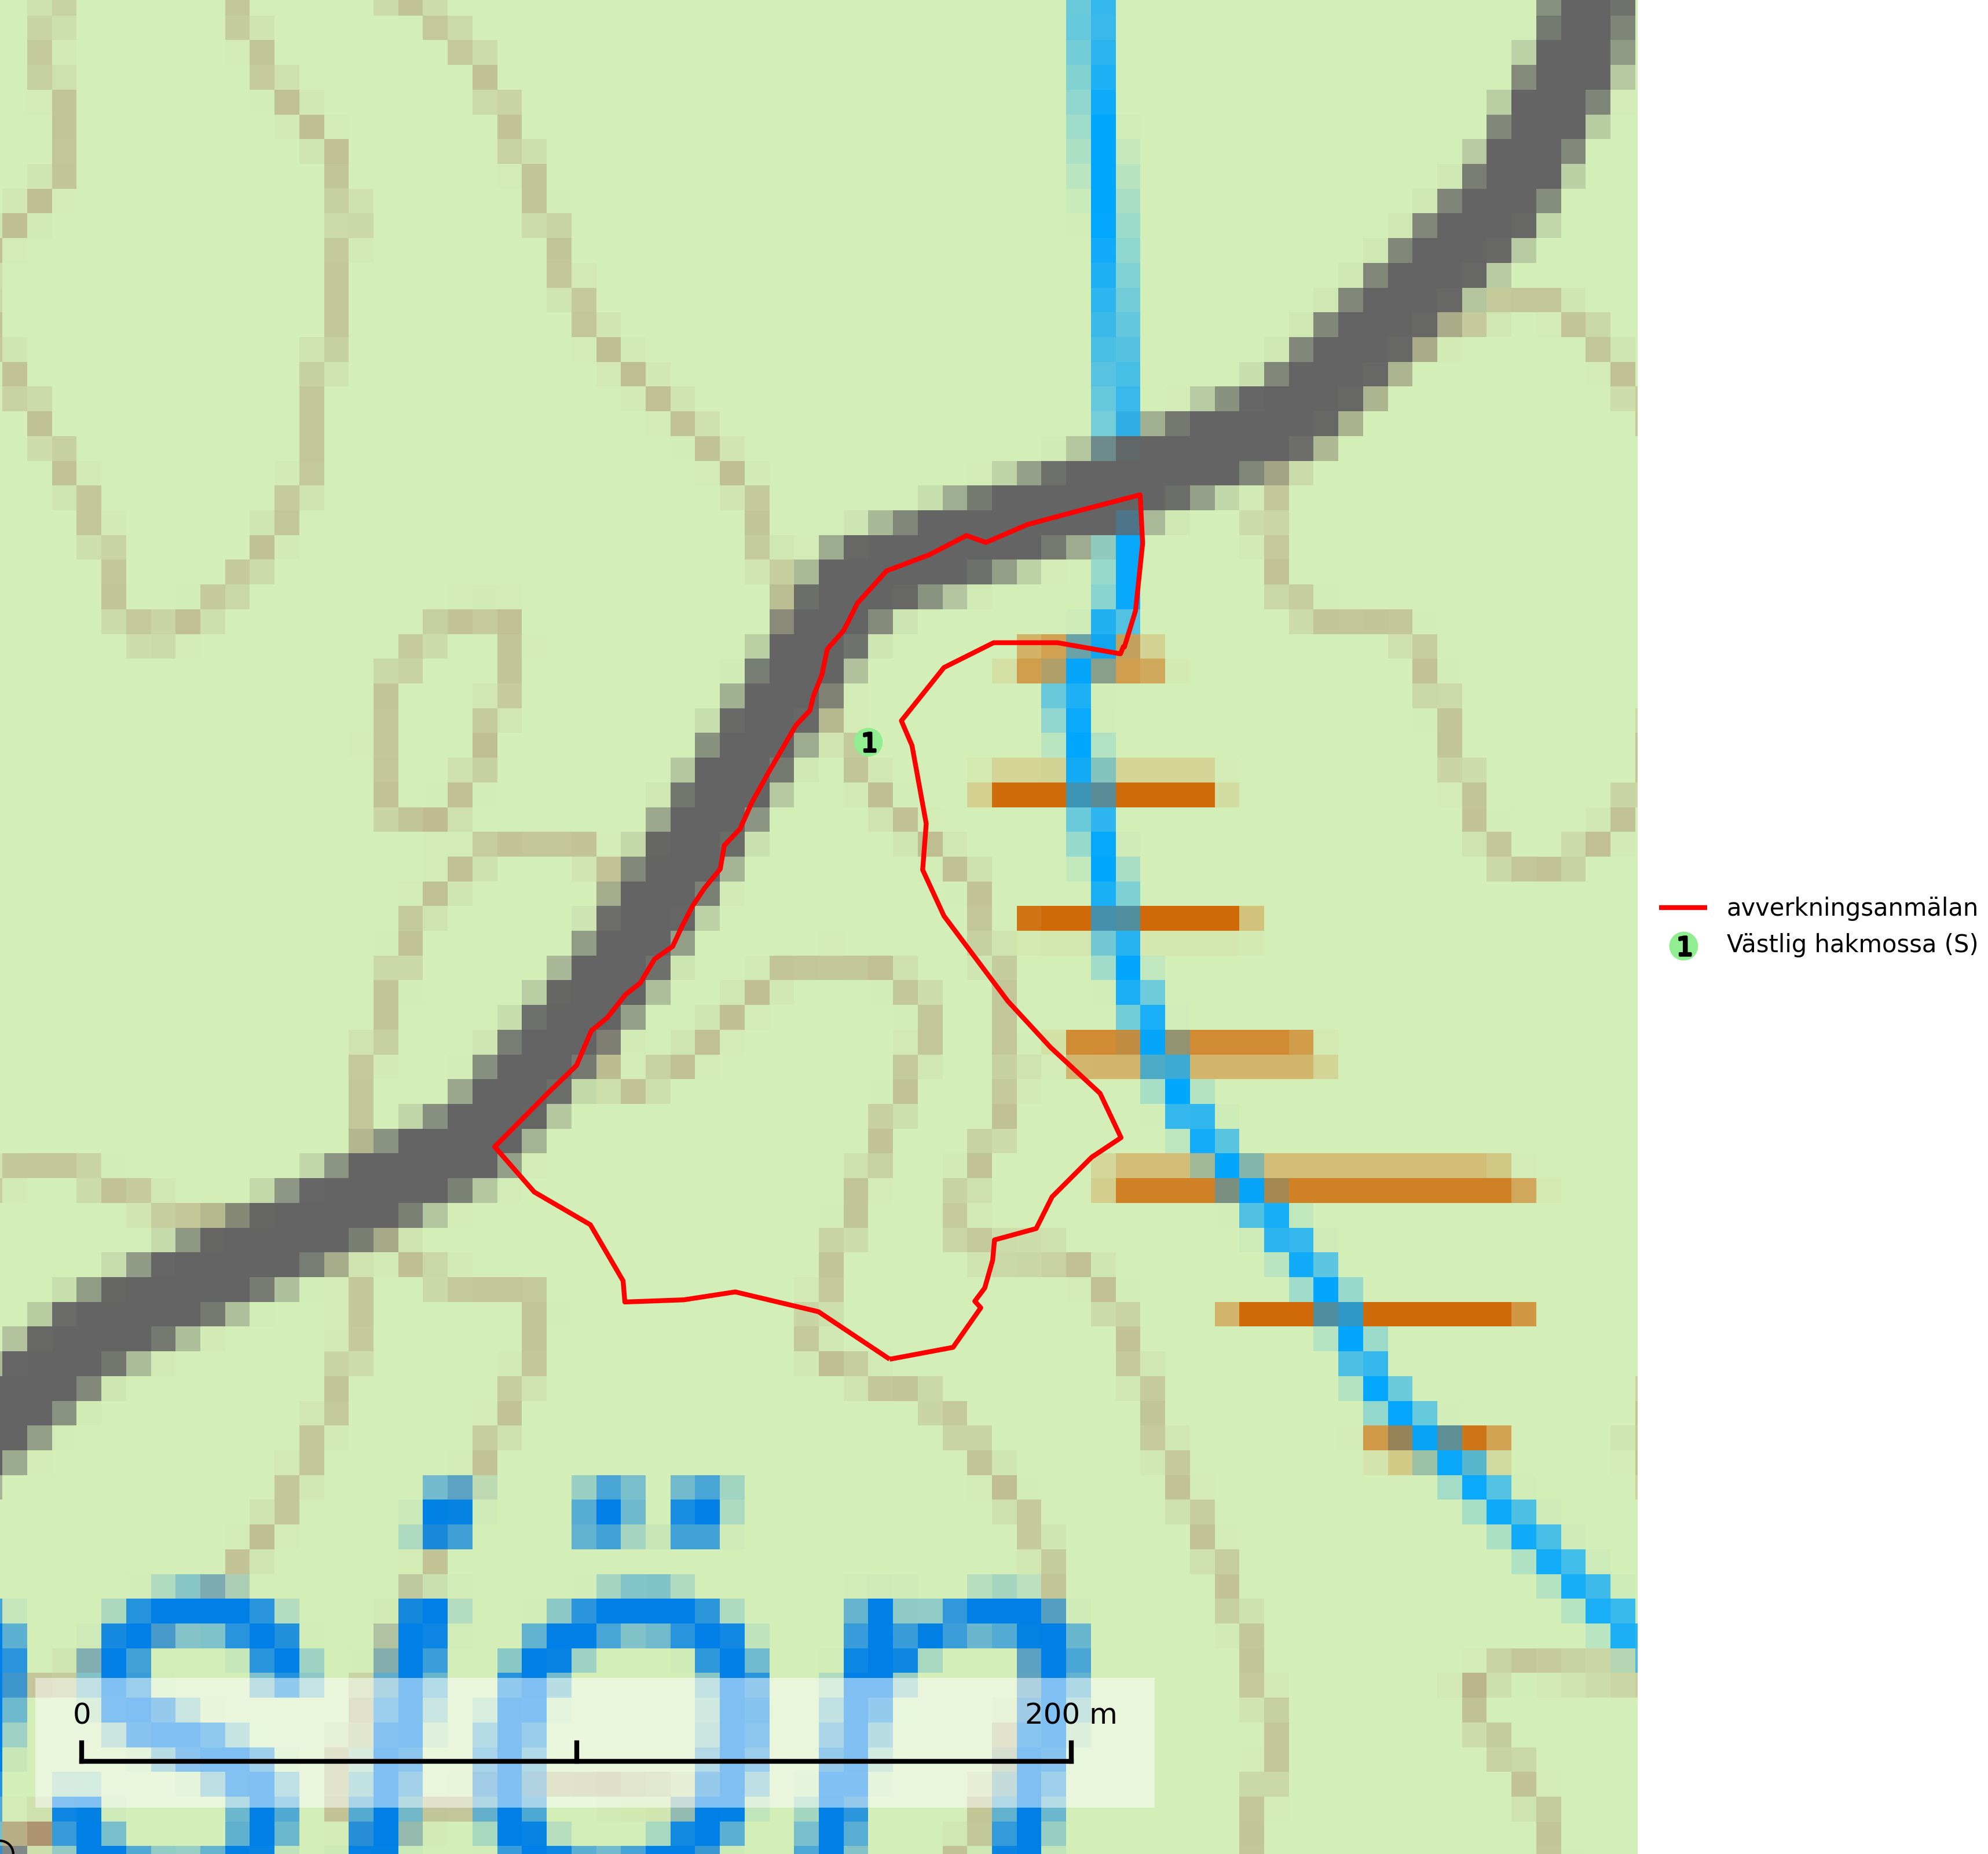 1
avverkningsanmälan
1 Västlig hakmossa (S)
0 200 m